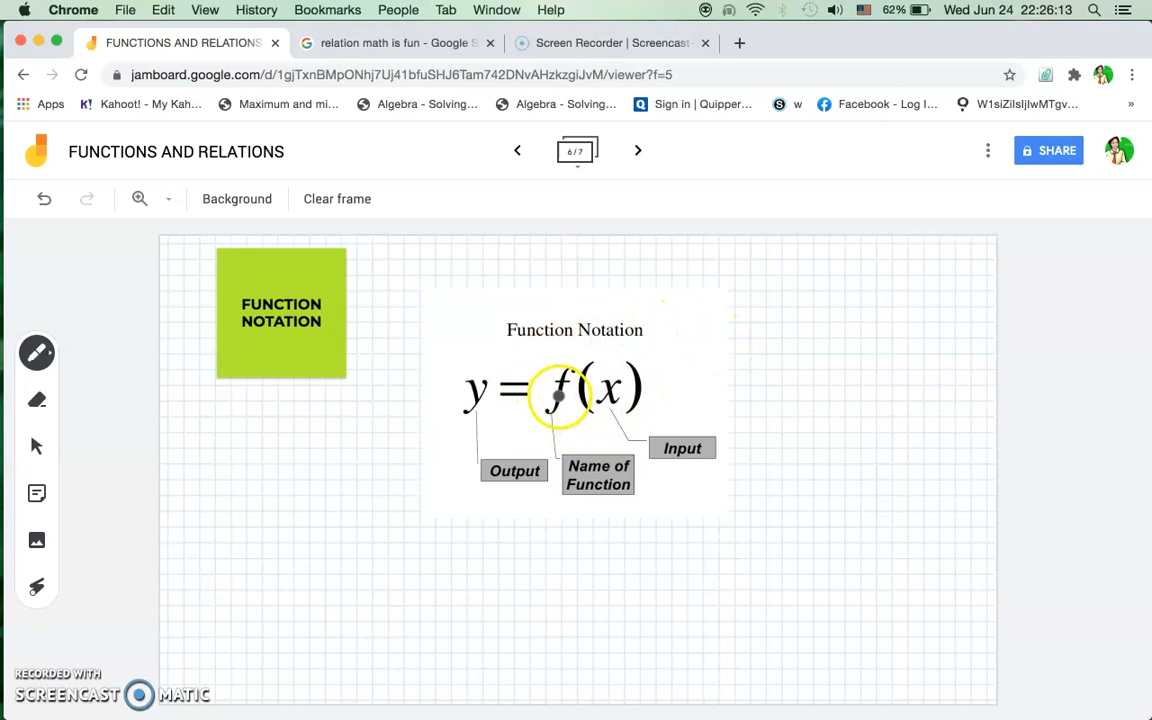 Chrome File Edit View History Bookmarks People Tab Window Help 62% Wed Jun 24 22:26:13
FUNCTIONS AND RELATIONS relation math is fun - Google S Screen Recorder | Screencast-
jamboard.google.com/d/1gjTxnBMpONhj7Uj41bfuSHJ6Tam742DNvAHzkzgiJvM/viewer?f=5
Apps Kahoot! - My Kah... Maximum and mi... Algebra - Solving... Algebra - Solving... Sign in | Quipper... w Facebook - Log I... W1siZiIsIjIwMTgv... »
FUNCTIONS AND RELATIONS 6/7 SHARE
Background Clear frame
FUNCTION
NOTATION
Function Notation
y = f(x)
Input
Output
Name of
Function
RECORDED WITH
SCREENCAST MATIC